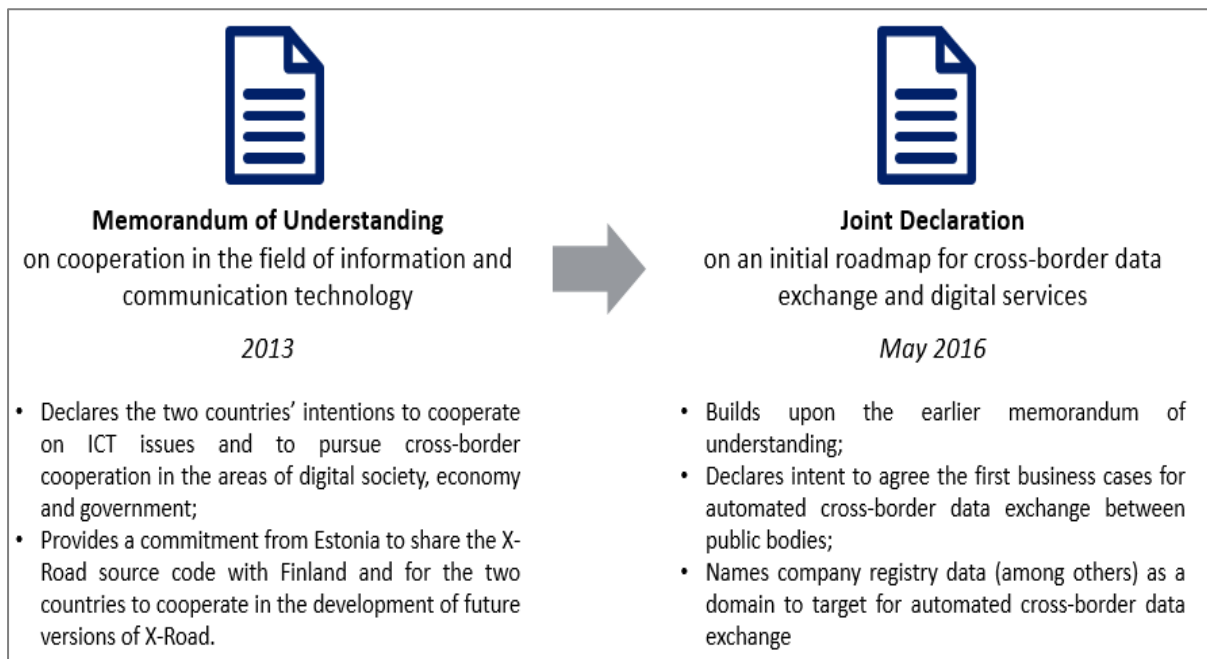 Memorandum of Understanding
on cooperation in the field of information and
communication technology
2013
• Declares the two countries’ intentions to cooperate
on ICT issues and to pursue cross-border
cooperation in the areas of digital society, economy
and government;
• Provides a commitment from Estonia to share the X-
Road source code with Finland and for the two
countries to cooperate in the development of future
versions of X-Road.
Joint Declaration
on an initial roadmap for cross-border data
exchange and digital services
May 2016
• Builds upon the earlier memorandum of
understanding;
• Declares intent to agree the first business cases for
automated cross-border data exchange between
public bodies;
• Names company registry data (among others) as a
domain to target for automated cross-border data
exchange